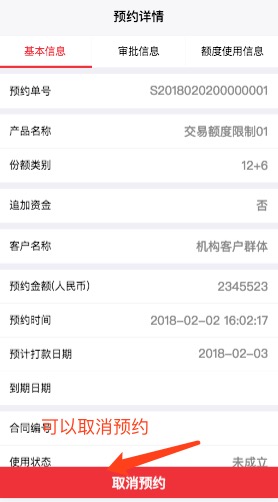 预约详情
基本信息 审批信息 额度使用信息
预约单号 S2018020200000001
产品名称 交易额度限制01
份额类别 12+6
追加资金 否
客户名称 机构客户群体
预约金额(人民币) 2345523
预约时间 2018-02-02 16:02:17
预计打款日期 2018-02-03
到期日期
合同编号
可以取消预约
使用状态 未成立
取消预约